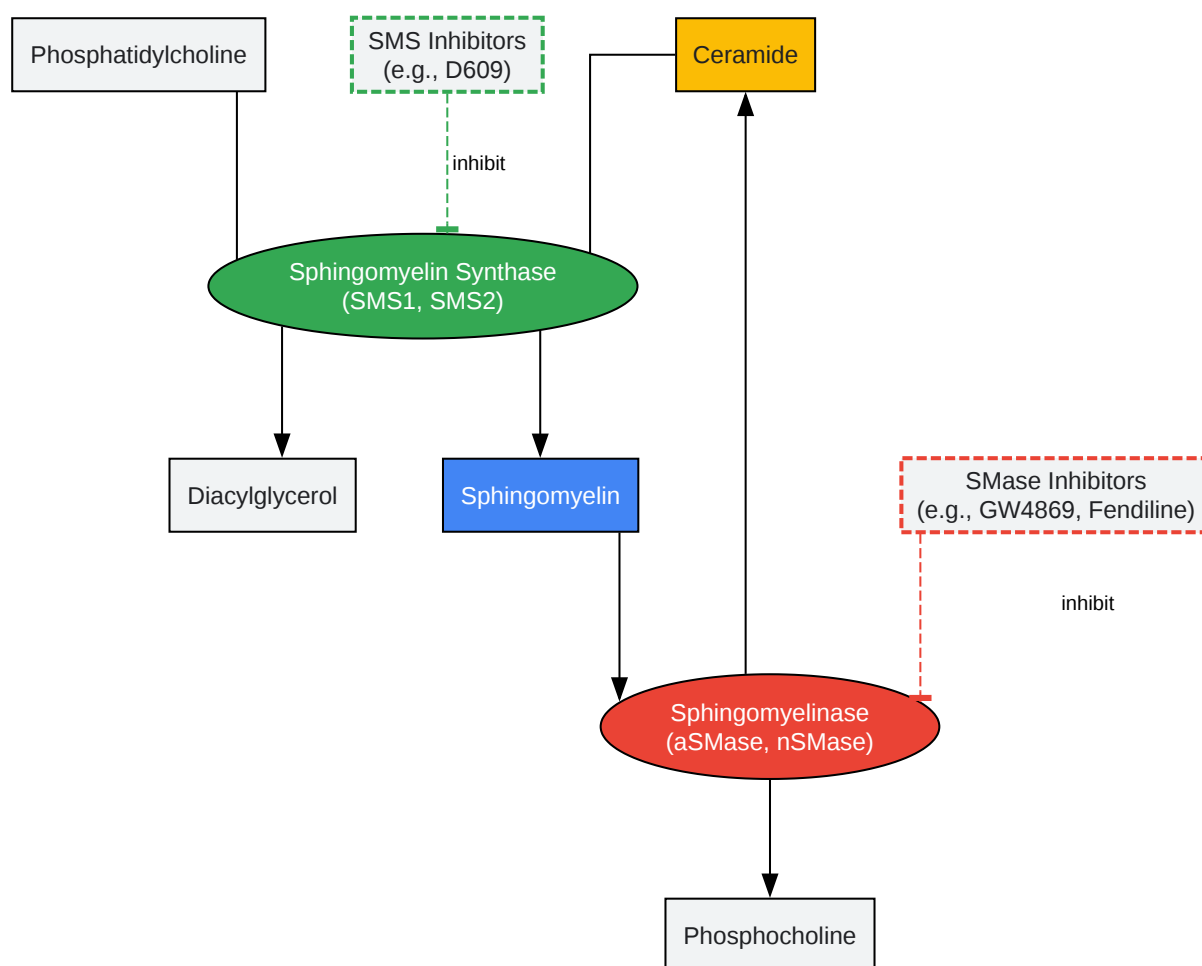 Phosphatidylcholine
SMS Inhibitors
(e.g., D609)
Ceramide
inhibit
Sphingomyelin Synthase
(SMS1, SMS2)
Diacylglycerol
Sphingomyelin
SMase Inhibitors
(e.g., GW4869, Fendiline)
inhibit
Sphingomyelinase
(aSMase, nSMase)
Phosphocholine